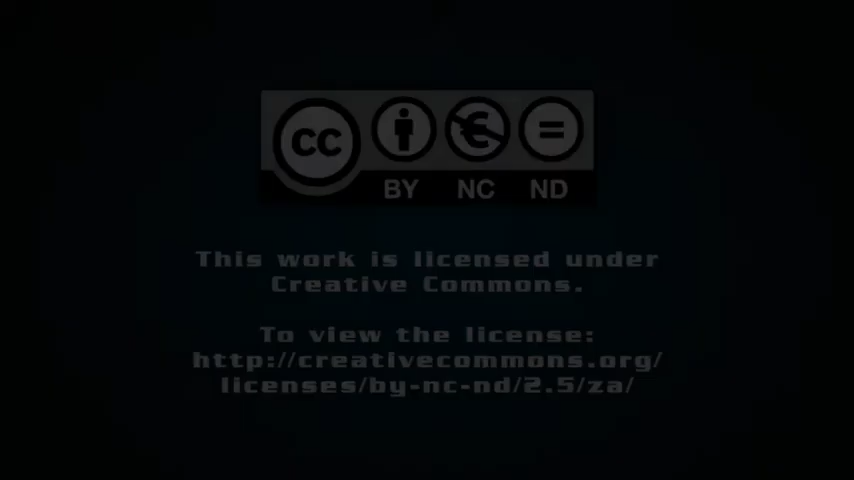 CC
BY NC ND
This work is licensed under
Creative Commons.
To view the license:
http://creativecommons.org/
licenses/by-nc-nd/2.5/za/